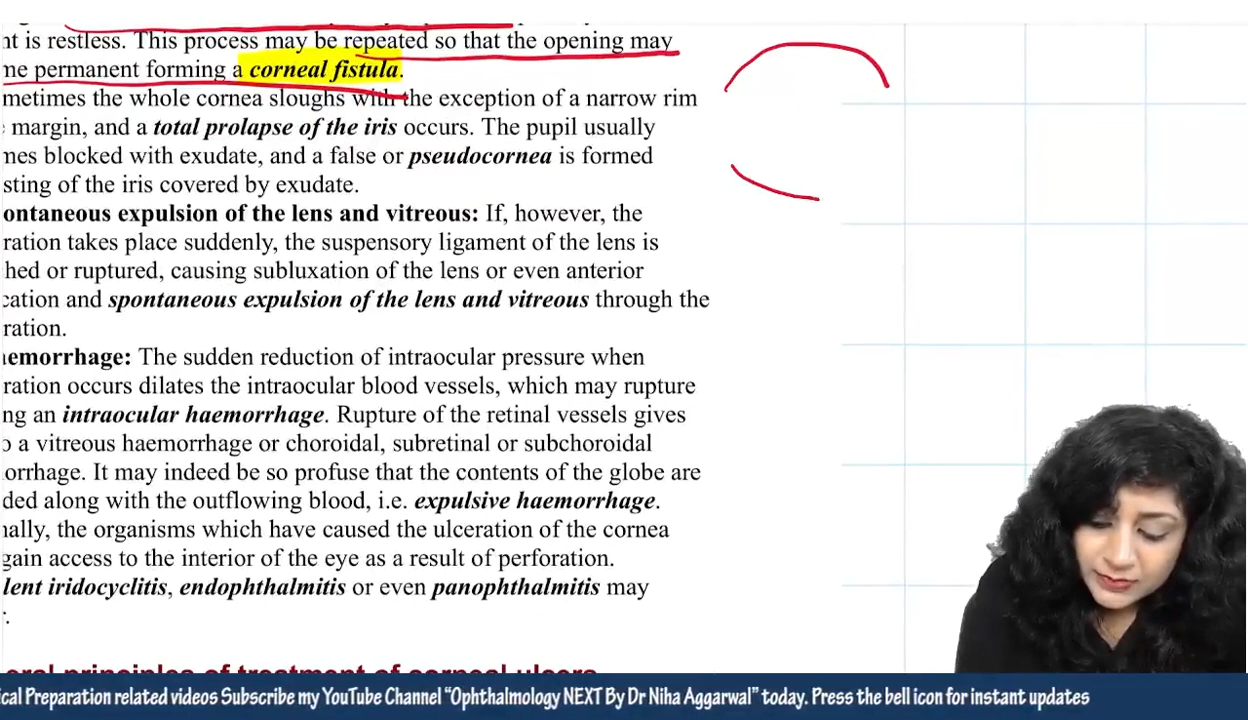 nt is restless. This process may be repeated so that the opening may
me permanent forming a corneal fistula.
metimes the whole cornea sloughs with the exception of a narrow rim
margin, and a total prolapse of the iris occurs. The pupil usually
mes blocked with exudate, and a false or pseudocornea is formed
sting of the iris covered by exudate.
ontaneous expulsion of the lens and vitreous: If, however, the
ration takes place suddenly, the suspensory ligament of the lens is
hed or ruptured, causing subluxation of the lens or even anterior
cation and spontaneous expulsion of the lens and vitreous through the
ration.
aemorrhage: The sudden reduction of intraocular pressure when
ration occurs dilates the intraocular blood vessels, which may rupture
ng an intraocular haemorrhage. Rupture of the retinal vessels gives
o a vitreous haemorrhage or choroidal, subretinal or subchoroidal
orrhage. It may indeed be so profuse that the contents of the globe are
ded along with the outflowing blood, i.e. expulsive haemorrhage.
ally, the organisms which have caused the ulceration of the cornea
gain access to the interior of the eye as a result of perforation.
lent iridocyclitis, endophthalmitis or even panophthalmitis may
eral principles of treatment of corneal ulcers
cal Preparation related videos Subscribe my YouTube Channel “Ophthalmology NEXT By Dr Niha Aggarwal” today. Press the bell icon for instant updates